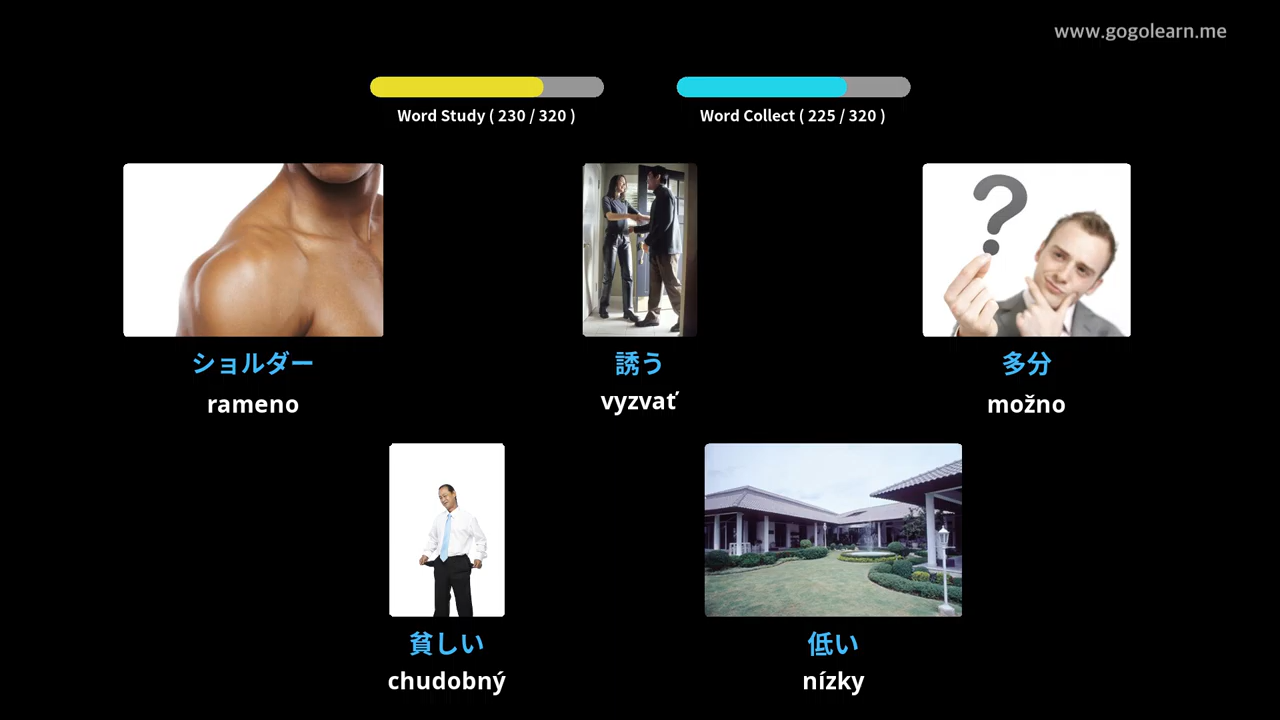 www.gogolearn.me
Word Study ( 230 / 320 )
Word Collect ( 225 / 320 )
ショルダー
rameno
誘う
vyzvať
多分
možno
貧しい
chudobný
低い
nízky